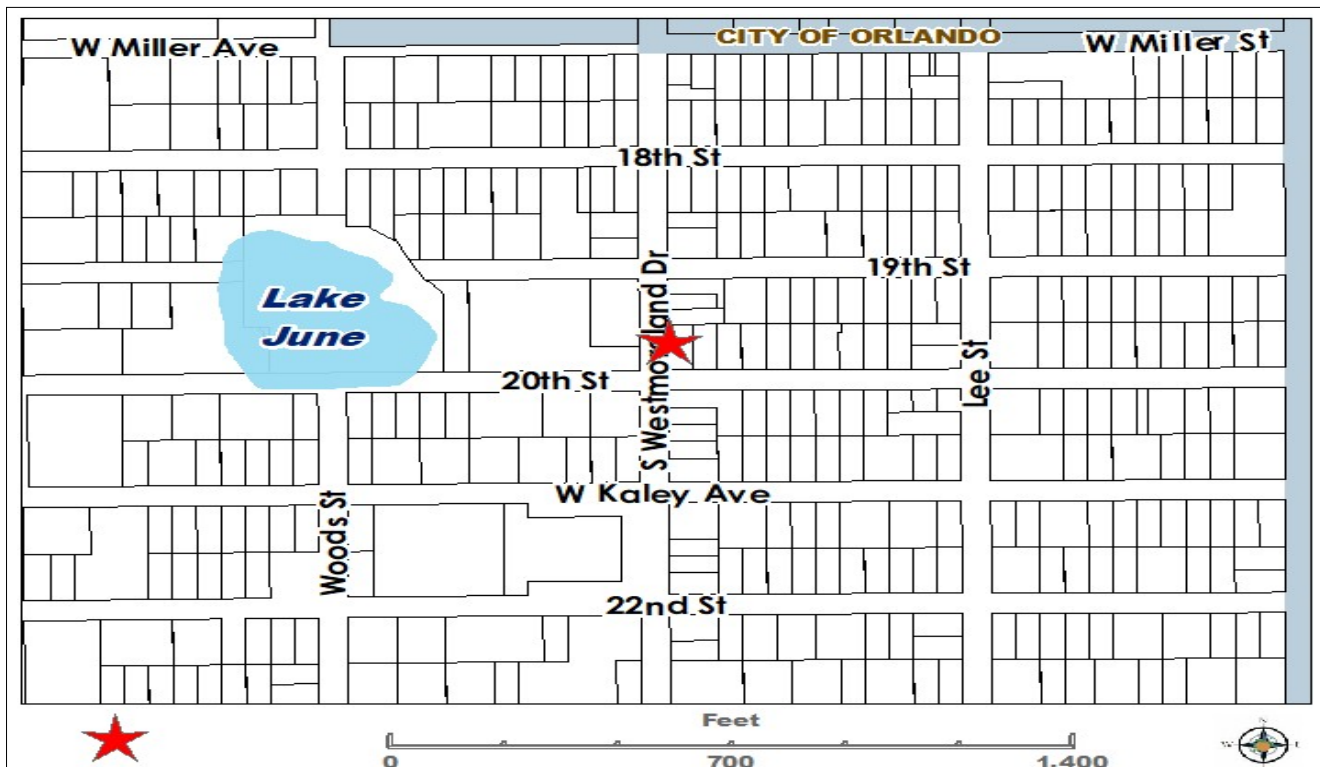 W Miller Ave
CITY OF ORLANDO
W Miller St
18th St
19th St
S Westmoreland Dr
Lake
June
20th St
Lee St
W Kaley Ave
Woods St
22nd St
Feet
0
700
1,400
N
W
E